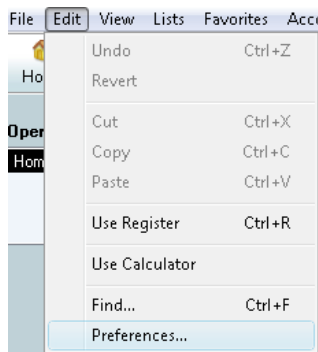 File Edit View Lists Favorites Acc
Ho
Oper
Hom
Undo Ctrl+Z
Revert
Cut Ctrl+X
Copy Ctrl+C
Paste Ctrl+V
Use Register Ctrl+R
Use Calculator
Find... Ctrl+F
Preferences...